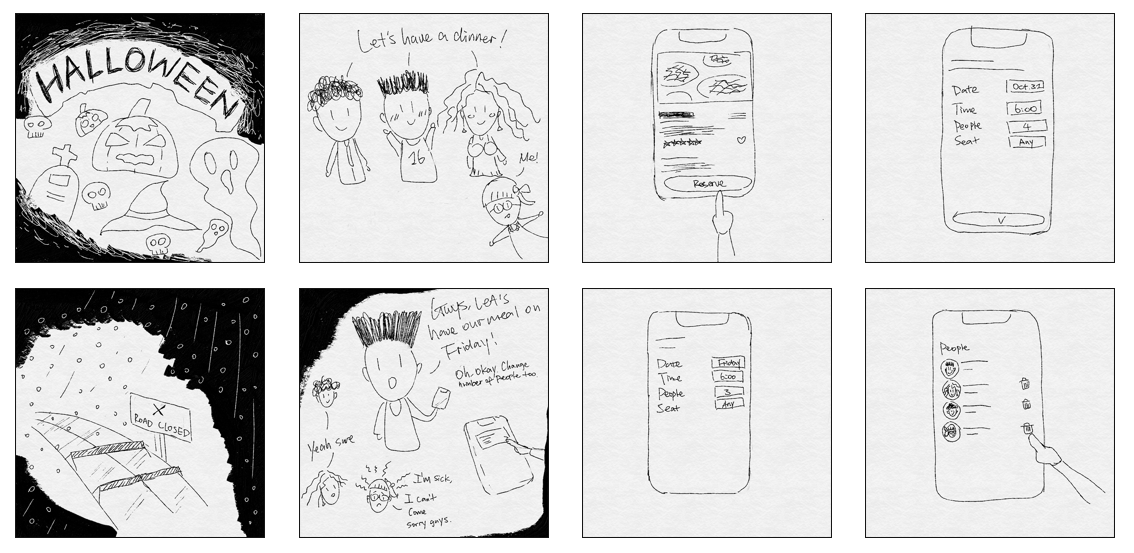 HALLOWEEN
Let's have a dinner!
Me!
16
Reserve
Date Oct.31
Time 6:00
People 4
Seat Any
V
X
ROAD CLOSED
Guys, LeA's
have our meal on
Friday!
Oh, okay. Change
number of people too
Yeah sure
I'm sick,
I can't
come
sorry guys.
Date Friday
Time 6:00
People 3
Seat Any
People